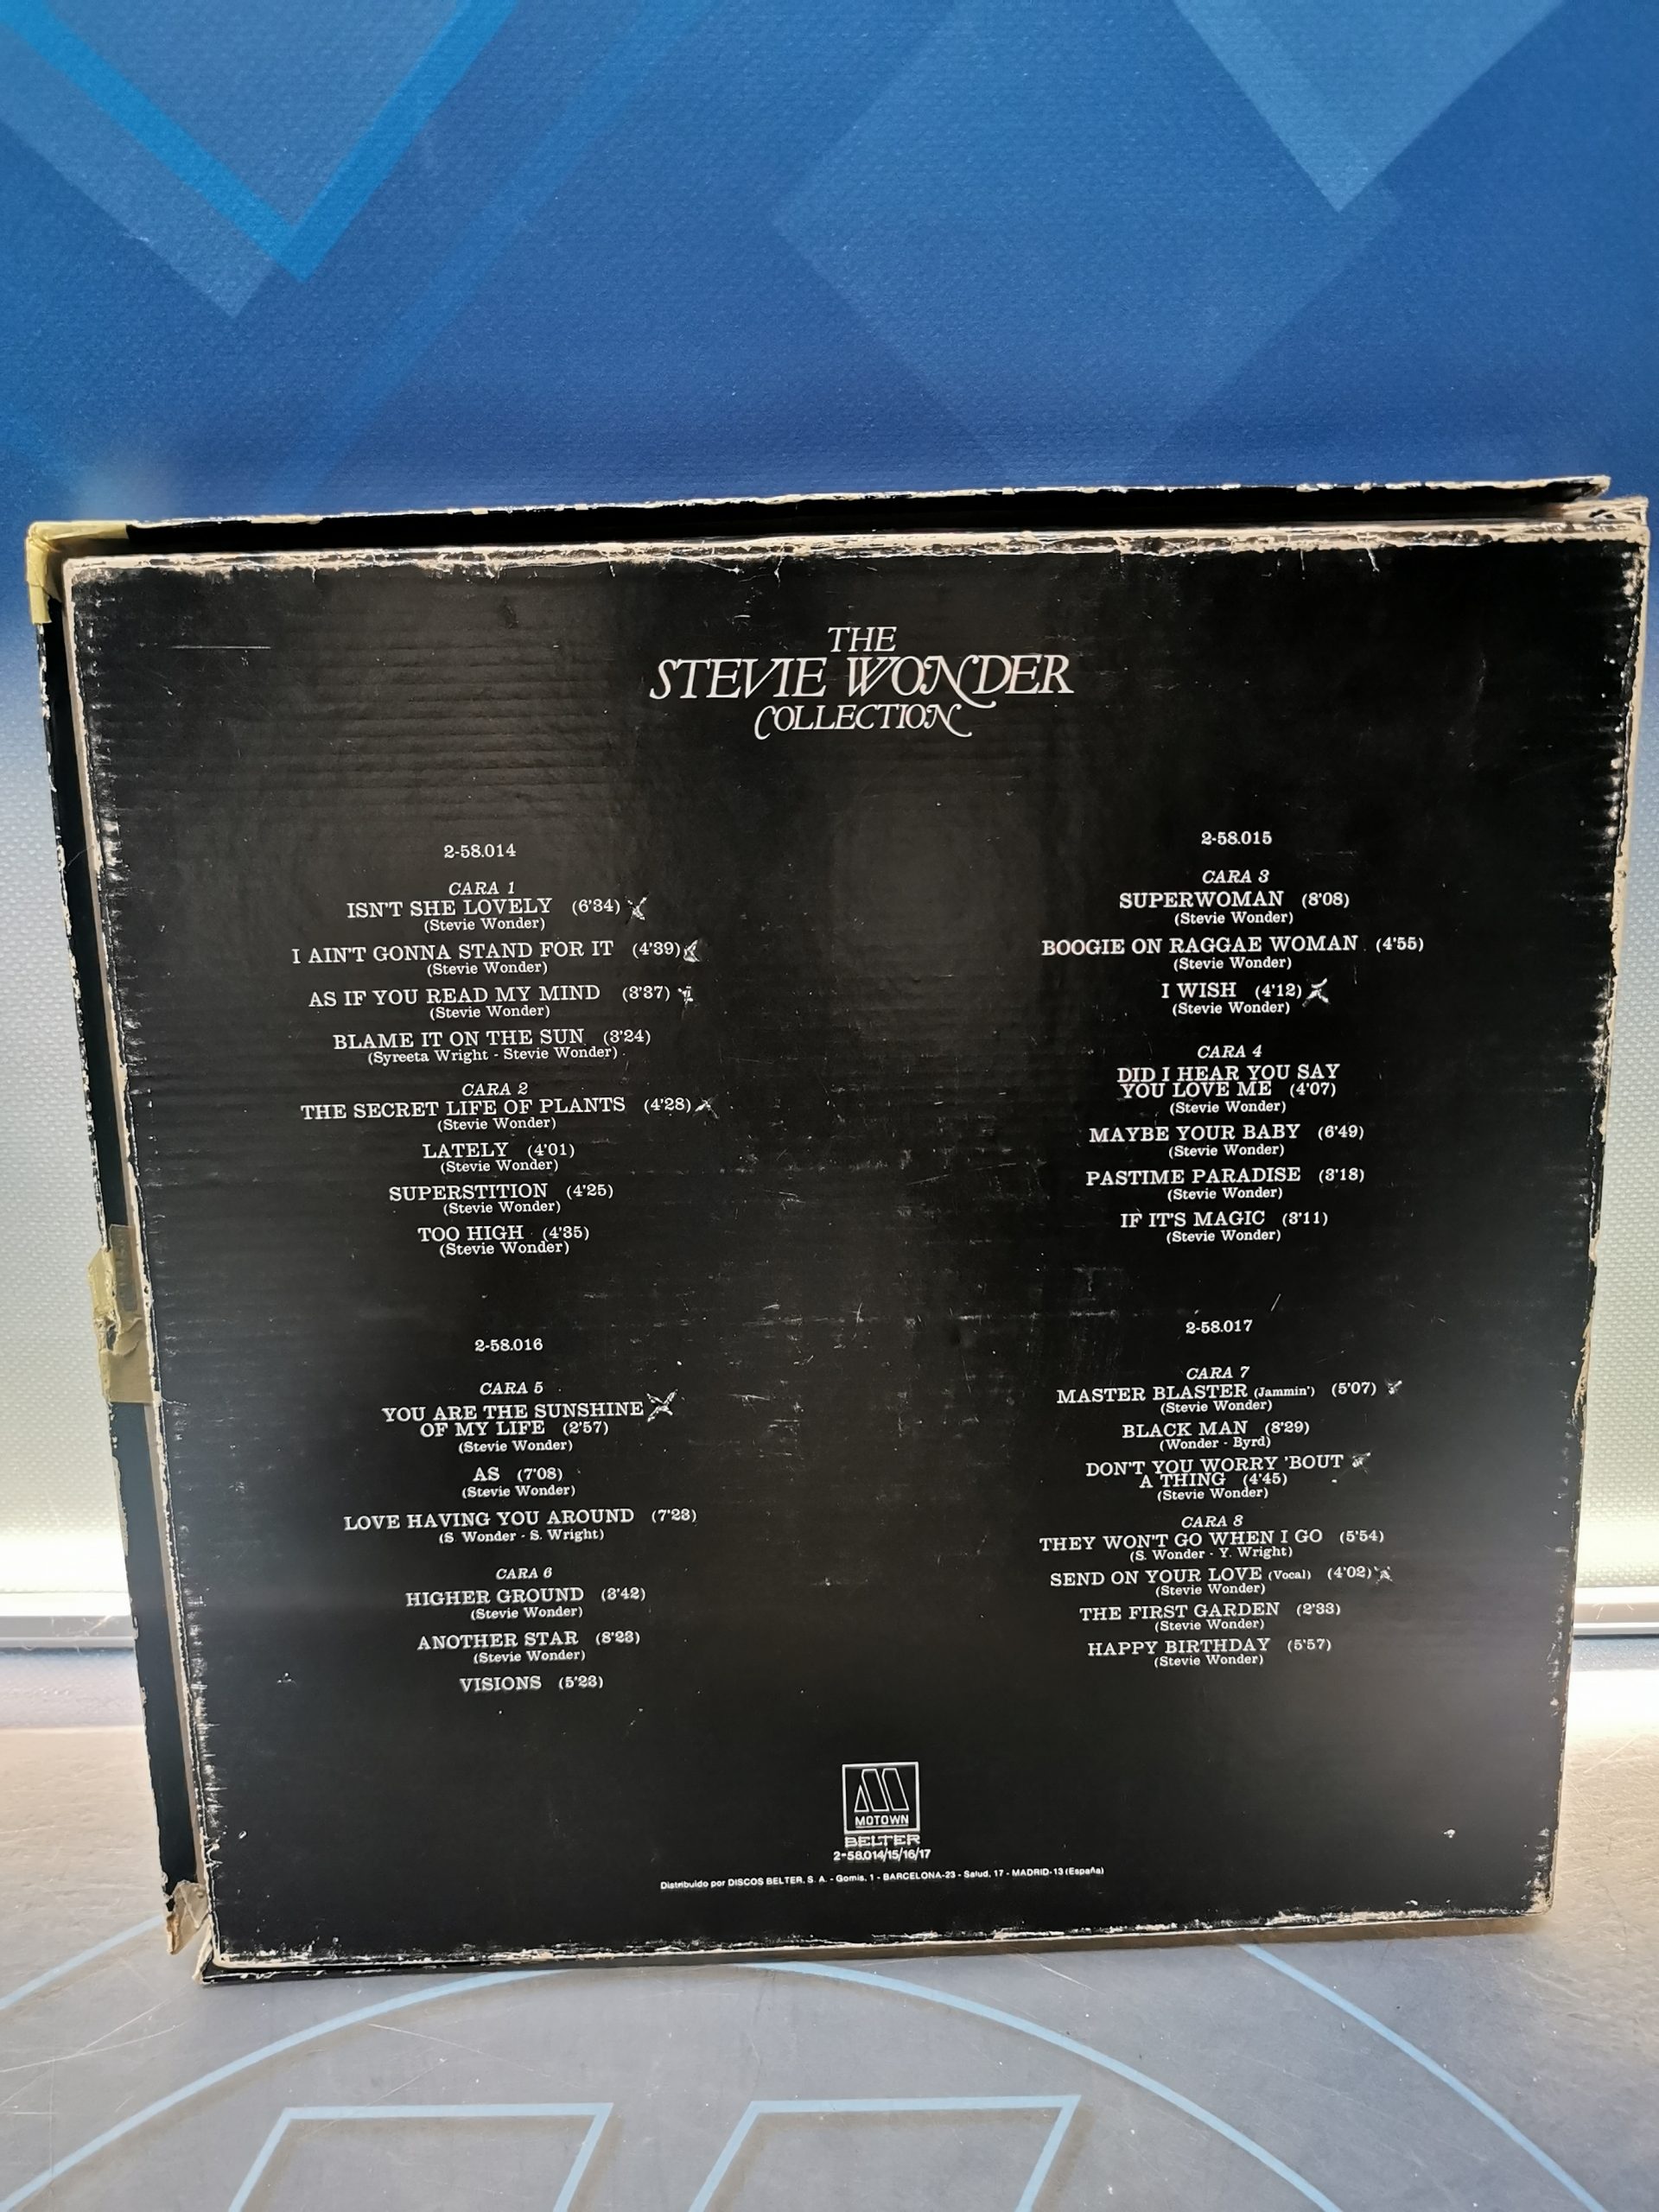 THE
STEVIE WONDER
COLLECTION
2-58.014
CARA 1
ISN'T SHE LOVELY (6'34)
(Stevie Wonder)
I AIN'T GONNA STAND FOR IT (4'39)
(Stevie Wonder)
AS IF YOU READ MY MIND (3'37)
(Stevie Wonder)
BLAME IT ON THE SUN (3'24)
(Syreeta Wright - Stevie Wonder)
CARA 2
THE SECRET LIFE OF PLANTS (4'28)
(Stevie Wonder)
LATELY (4'01)
(Stevie Wonder)
SUPERSTITION (4'25)
(Stevie Wonder)
TOO HIGH (4'35)
(Stevie Wonder)
2-58.015
CARA 3
SUPERWOMAN (8'08)
(Stevie Wonder)
BOOGIE ON RAGGAE WOMAN (4'55)
(Stevie Wonder)
I WISH (4'12)
(Stevie Wonder)
CARA 4
DID I HEAR YOU SAY
YOU LOVE ME (4'07)
(Stevie Wonder)
MAYBE YOUR BABY (6'49)
(Stevie Wonder)
PASTIME PARADISE (3'18)
(Stevie Wonder)
IF IT'S MAGIC (3'11)
(Stevie Wonder)
2-58.016
CARA 5
YOU ARE THE SUNSHINE
OF MY LIFE (2'57)
(Stevie Wonder)
AS (7'08)
(Stevie Wonder)
LOVE HAVING YOU AROUND (7'23)
(S. Wonder - S. Wright)
CARA 6
HIGHER GROUND (3'42)
(Stevie Wonder)
ANOTHER STAR (8'23)
(Stevie Wonder)
VISIONS (5'23)
2-58.017
CARA 7
MASTER BLASTER (Jammin') (5'07)
(Stevie Wonder)
BLACK MAN (8'29)
(Wonder - Byrd)
DON'T YOU WORRY 'BOUT
A THING (4'45)
(Stevie Wonder)
CARA 8
THEY WON'T GO WHEN I GO (5'54)
(S. Wonder - Y. Wright)
SEND ON YOUR LOVE (Vocal) (4'02)
(Stevie Wonder)
THE FIRST GARDEN (2'33)
(Stevie Wonder)
HAPPY BIRTHDAY (5'57)
(Stevie Wonder)
MOTOWN
BELTER
2-58.014/15/16/17
Distribuido por DISCOS BELTER, S. A. - Gomis, 1 - BARCELONA-23 - Salud, 17 - MADRID-13 (España)